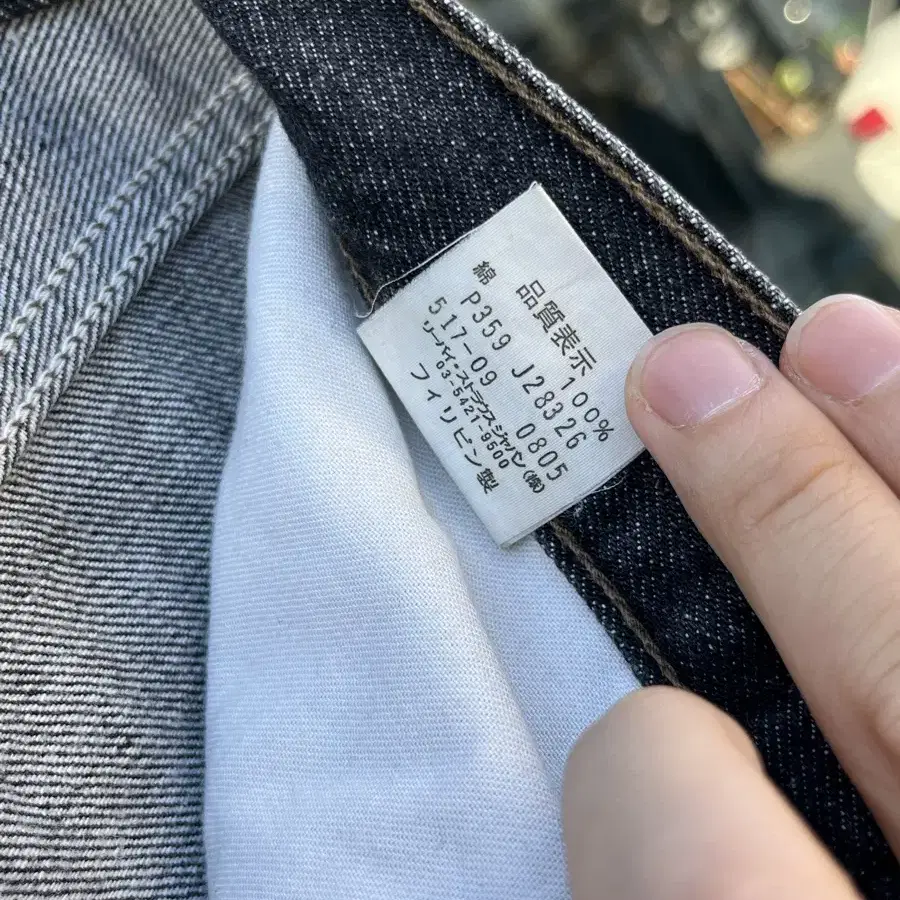 品質表示
綿 100%
P359 J28326
517-09 0805
リーバイ・ストラウス・ジャパン(株)
03-5421-9500
フィリピン製